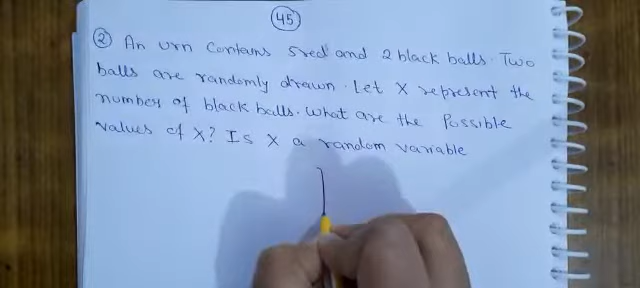 45
② An urn contains 5 red and 2 black balls. Two
balls are randomly drawn. Let X represent the
number of black balls. What are the Possible
values of X? Is X a random variable